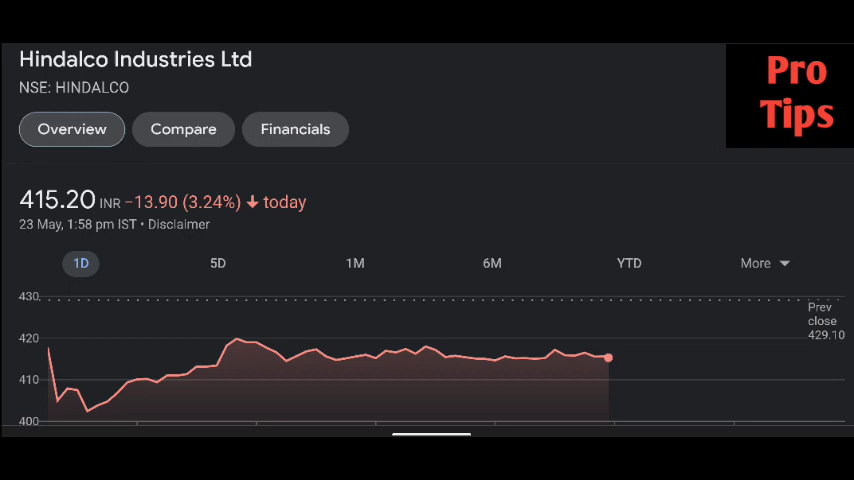 Hindalco Industries Ltd
NSE: HINDALCO
Pro
Tips
Overview Compare Financials
415.20 INR −13.90 (3.24%) ↓ today
23 May, 1:58 pm IST • Disclaimer
1D 5D 1M 6M YTD More
430
Prev
close
429.10
420
410
400